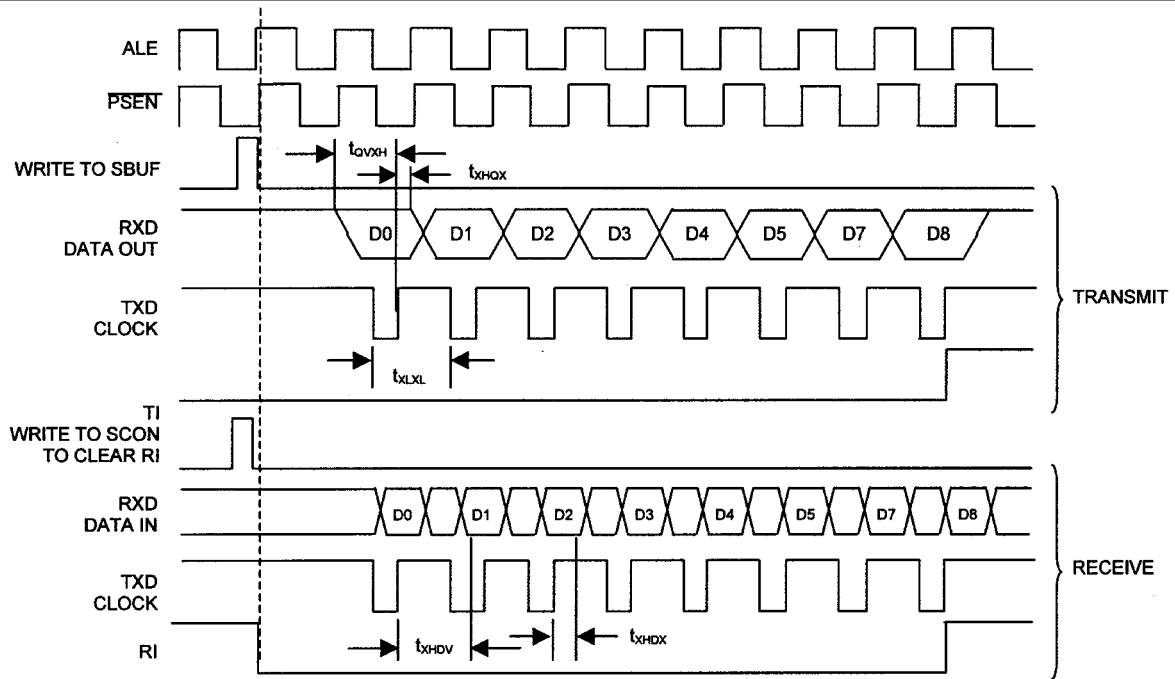 ALE
PSEN
WRITE TO SBUF
tQVXH
tXHQX
RXD
DATA OUT
D0 D1 D2 D3 D4 D5 D7 D8
TXD
CLOCK
TRANSMIT
tXLXL
TI
WRITE TO SCON
TO CLEAR RI
RXD
DATA IN
D0 D1 D2 D3 D4 D5 D7 D8
TXD
CLOCK
RECEIVE
RI
tXHDV
tXHDX